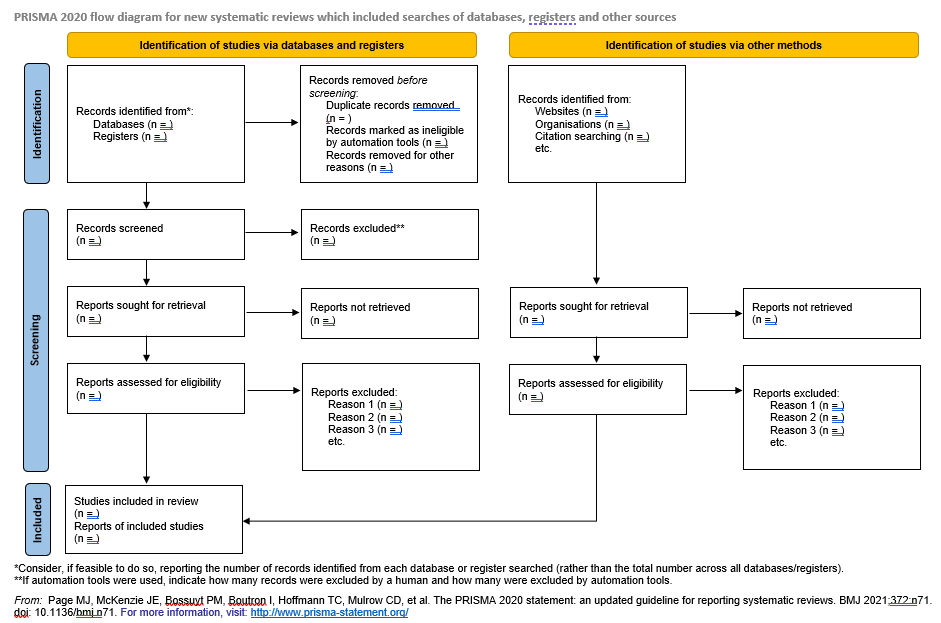 PRISMA 2020 flow diagram for new systematic reviews which included searches of databases, registers and other sources
Identification of studies via databases and registers
Identification of studies via other methods
Identification
Records identified from*:
Databases (n = )
Registers (n = )
Records removed before
screening:
Duplicate records removed
(n = )
Records marked as ineligible
by automation tools (n = )
Records removed for other
reasons (n = )
Records identified from:
Websites (n = )
Organisations (n = )
Citation searching (n = )
etc.
Screening
Records screened
(n = )
Records excluded**
(n = )
Reports sought for retrieval
(n = )
Reports not retrieved
(n = )
Reports sought for retrieval
(n = )
Reports not retrieved
(n = )
Reports assessed for eligibility
(n = )
Reports excluded:
Reason 1 (n = )
Reason 2 (n = )
Reason 3 (n = )
etc.
Reports assessed for eligibility
(n = )
Reports excluded:
Reason 1 (n = )
Reason 2 (n = )
Reason 3 (n = )
etc.
Included
Studies included in review
(n = )
Reports of included studies
(n = )
*Consider, if feasible to do so, reporting the number of records identified from each database or register searched (rather than the total number across all databases/registers).
**If automation tools were used, indicate how many records were excluded by a human and how many were excluded by automation tools.
From: Page MJ, McKenzie JE, Bossuyt PM, Boutron I, Hoffmann TC, Mulrow CD, et al. The PRISMA 2020 statement: an updated guideline for reporting systematic reviews. BMJ 2021;372:n71.
doi: 10.1136/bmj.n71. For more information, visit: http://www.prisma-statement.org/